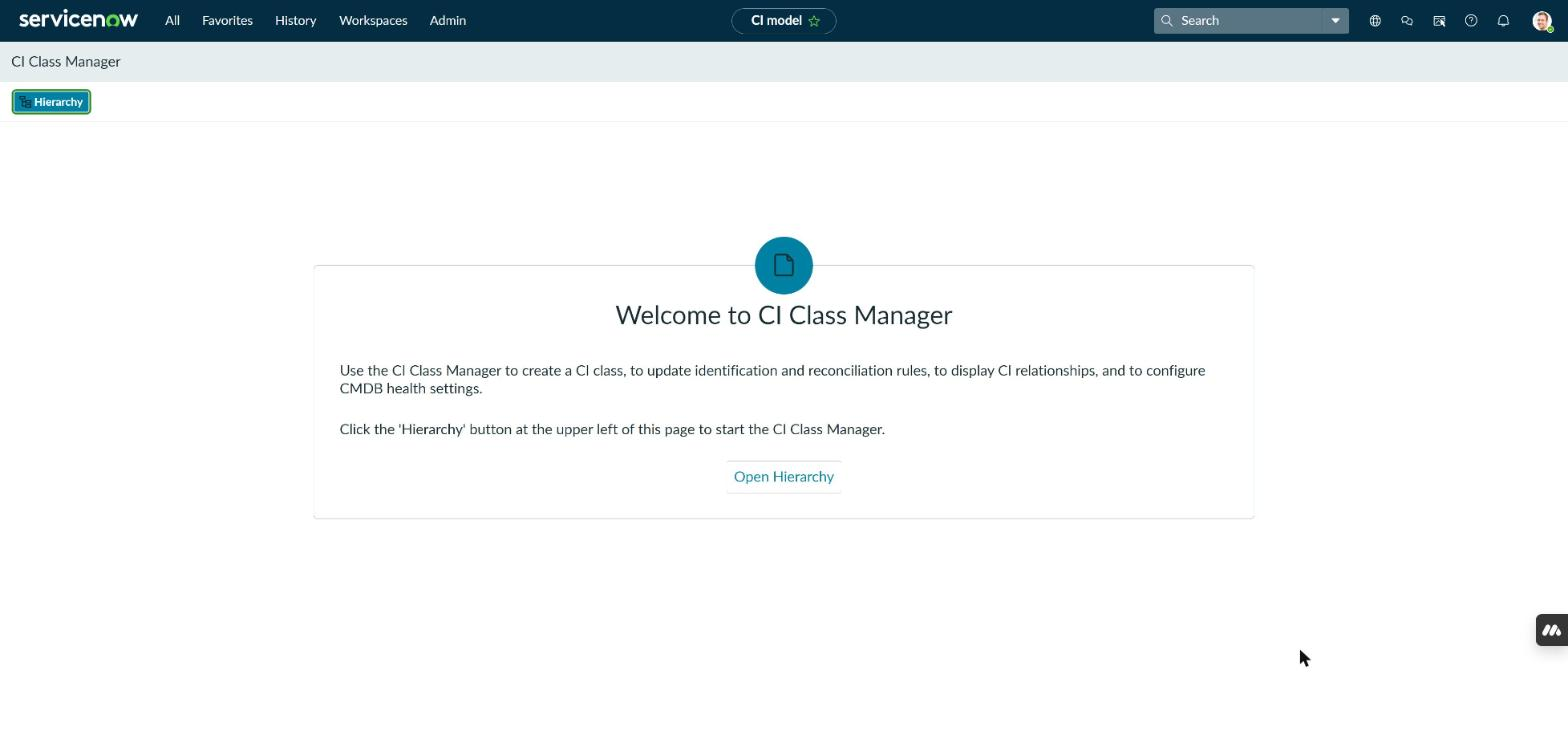 servicenow All Favorites History Workspaces Admin CI model Search
CI Class Manager
Hierarchy
Welcome to CI Class Manager
Use the CI Class Manager to create a CI class, to update identification and reconciliation rules, to display CI relationships, and to configure
CMDB health settings.
Click the 'Hierarchy' button at the upper left of this page to start the CI Class Manager.
Open Hierarchy